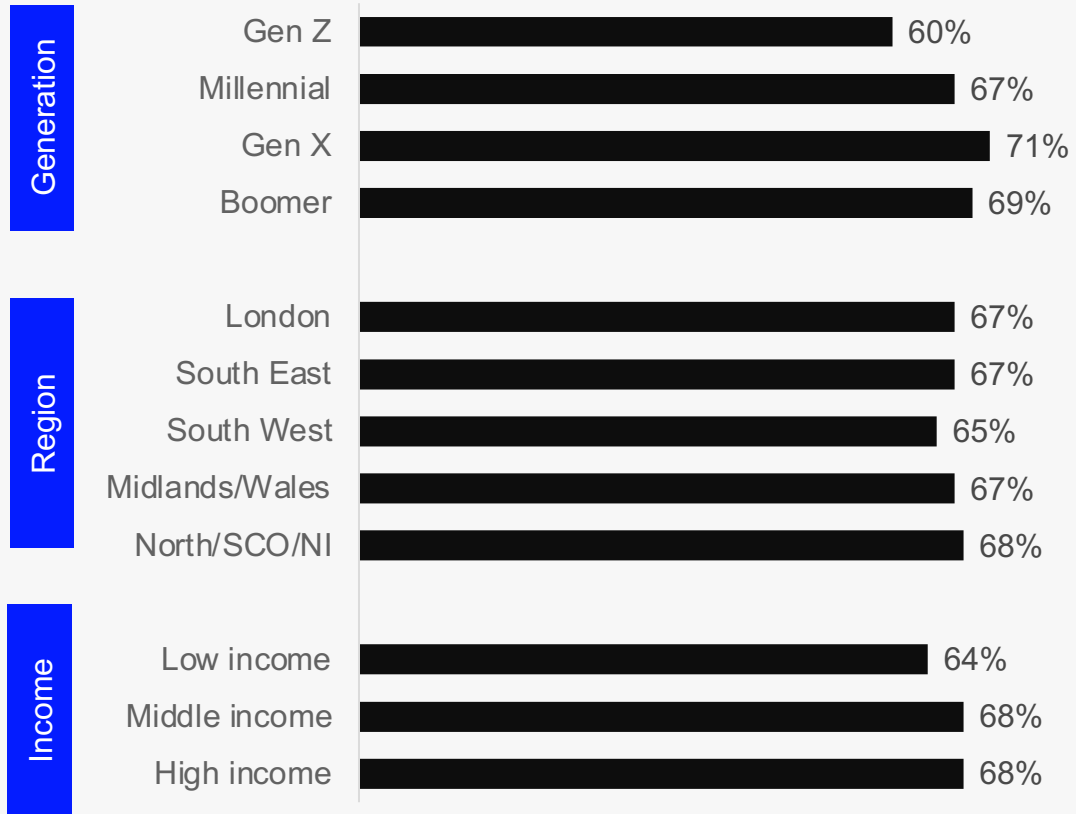 Generation
Gen Z 60%
Millennial 67%
Gen X 71%
Boomer 69%
Region
London 67%
South East 67%
South West 65%
Midlands/Wales 67%
North/SCO/NI 68%
Income
Low income 64%
Middle income 68%
High income 68%